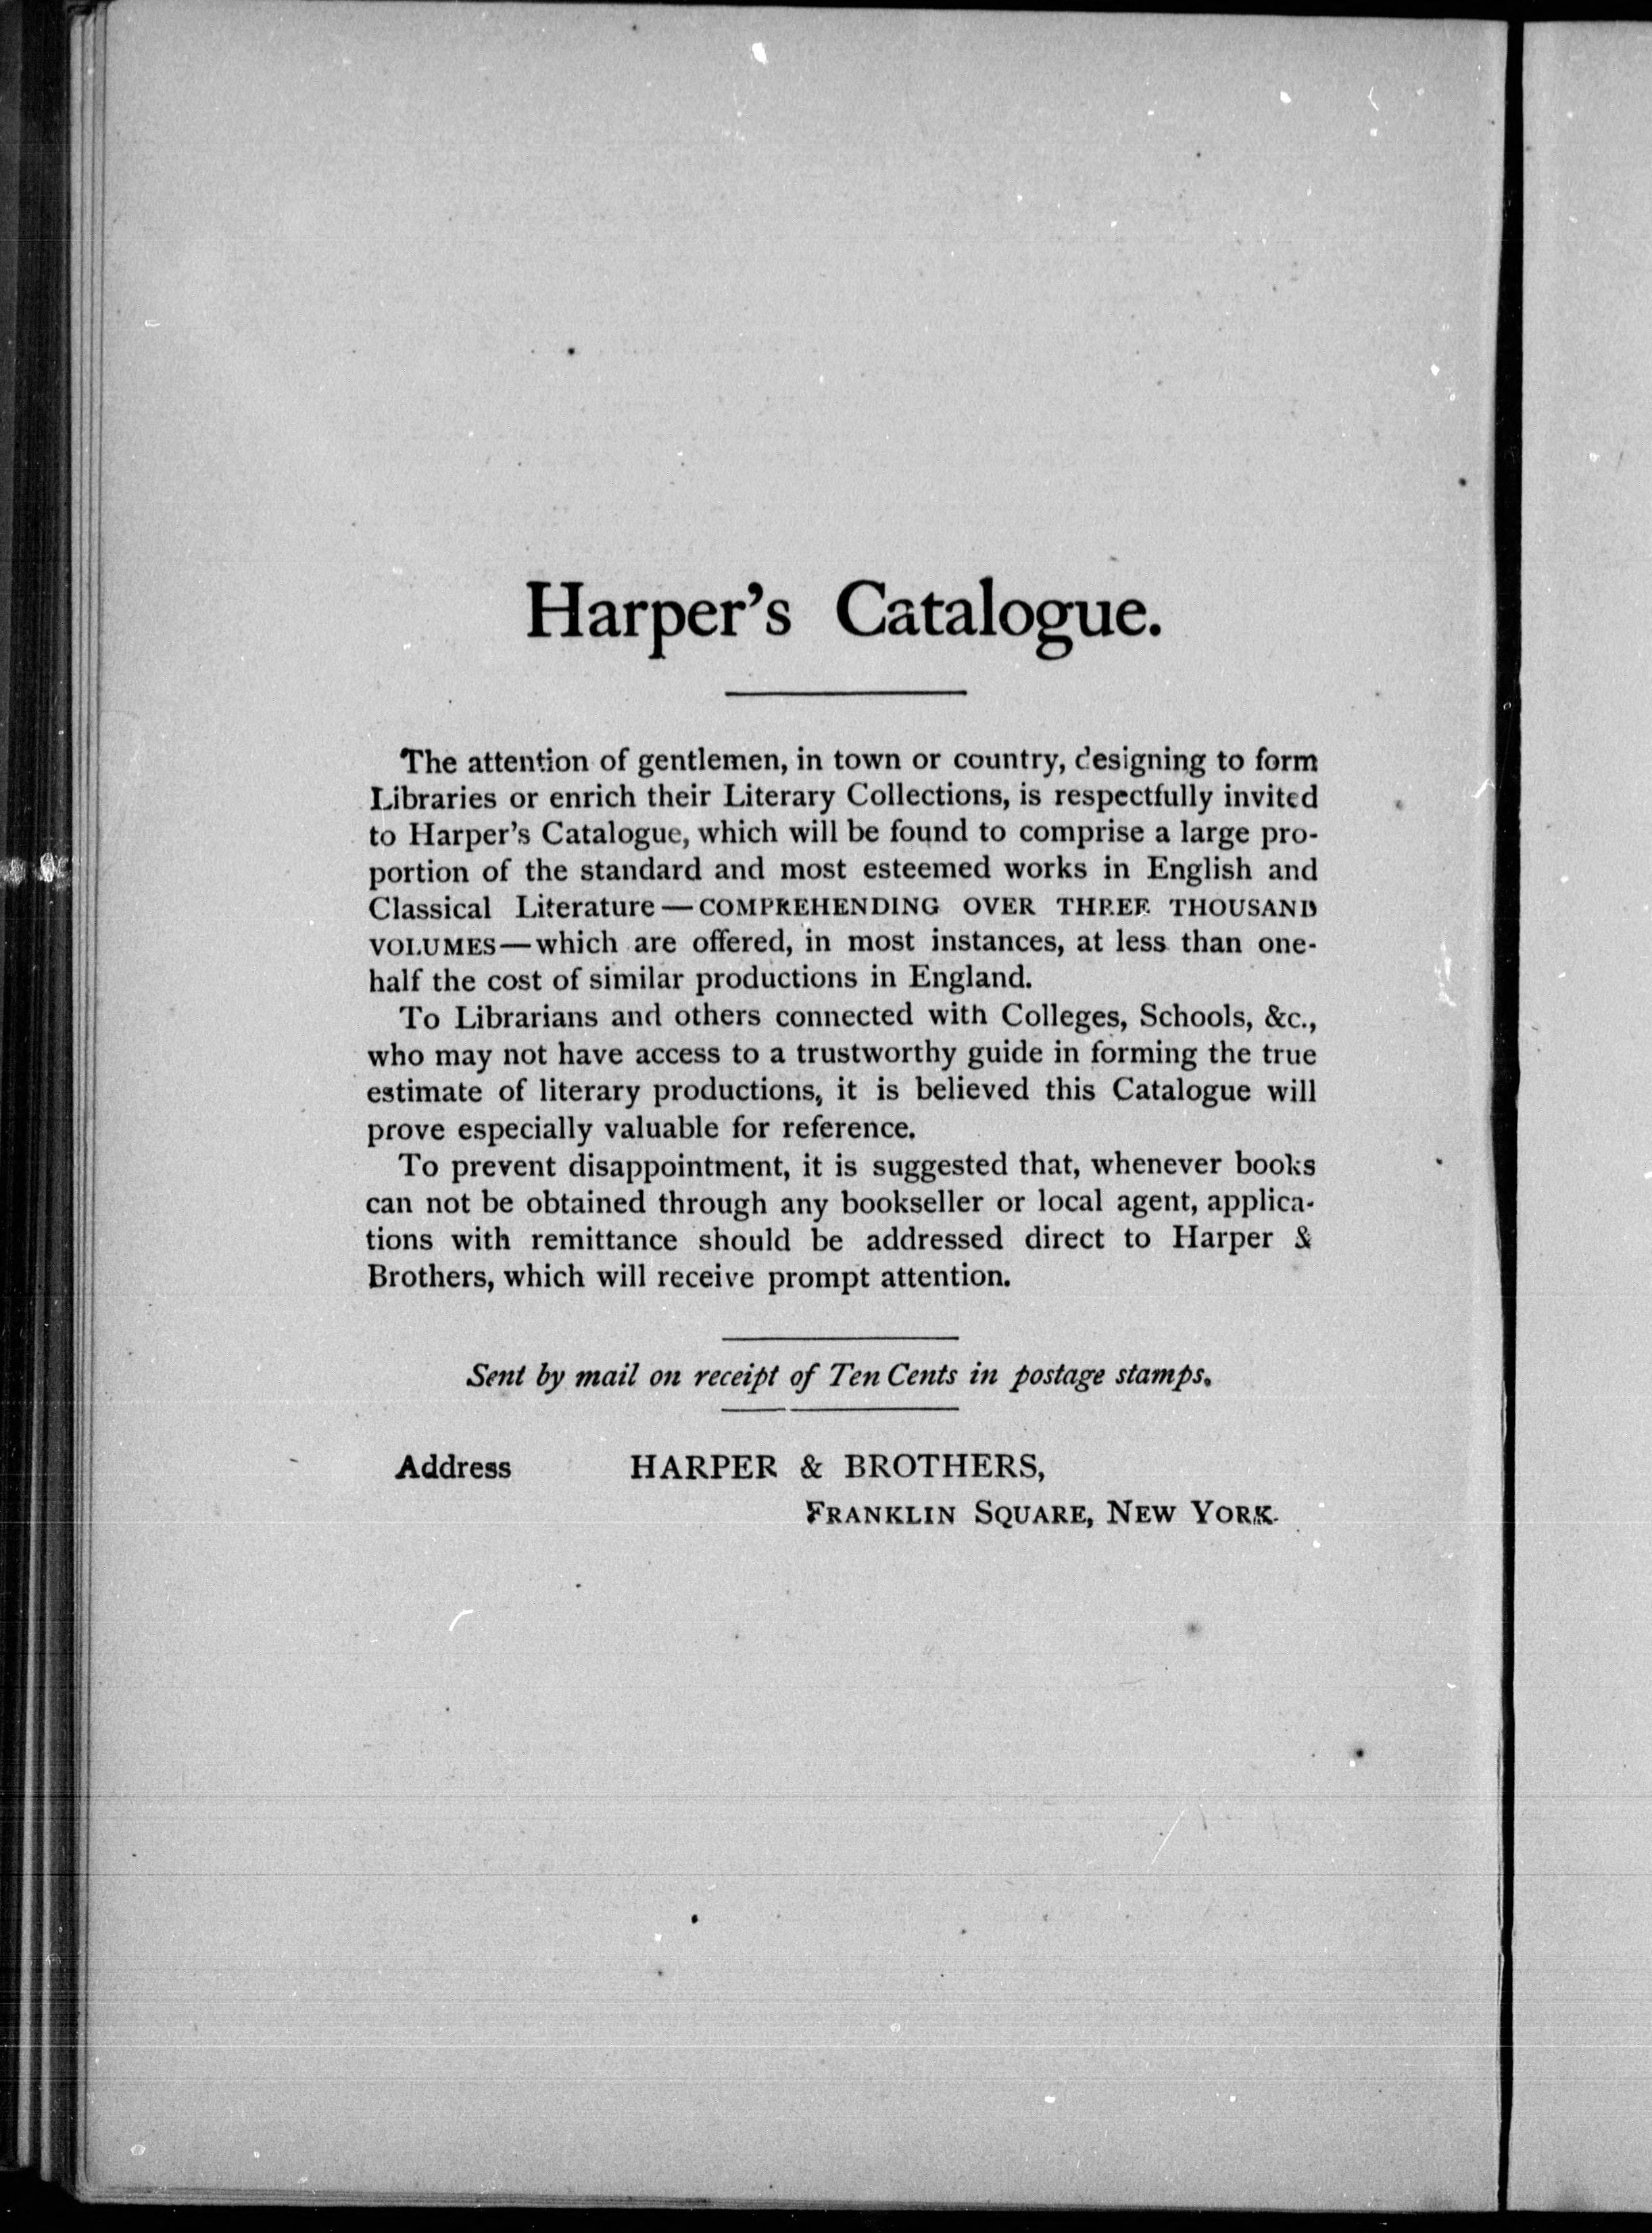 Harper's Catalogue.
The attention of gentlemen, in town or country, designing to form
Libraries or enrich their Literary Collections, is respectfully invited
to Harper's Catalogue, which will be found to comprise a large pro-
portion of the standard and most esteemed works in English and
Classical Literature—COMPREHENDING OVER THREE THOUSAND
VOLUMES—which are offered, in most instances, at less than one-
half the cost of similar productions in England.
To Librarians and others connected with Colleges, Schools, &c.,
who may not have access to a trustworthy guide in forming the true
estimate of literary productions, it is believed this Catalogue will
prove especially valuable for reference.
To prevent disappointment, it is suggested that, whenever books
can not be obtained through any bookseller or local agent, applica-
tions with remittance should be addressed direct to Harper &
Brothers, which will receive prompt attention.
Sent by mail on receipt of Ten Cents in postage stamps.
Address HARPER & BROTHERS,
FRANKLIN SQUARE, NEW YORK.